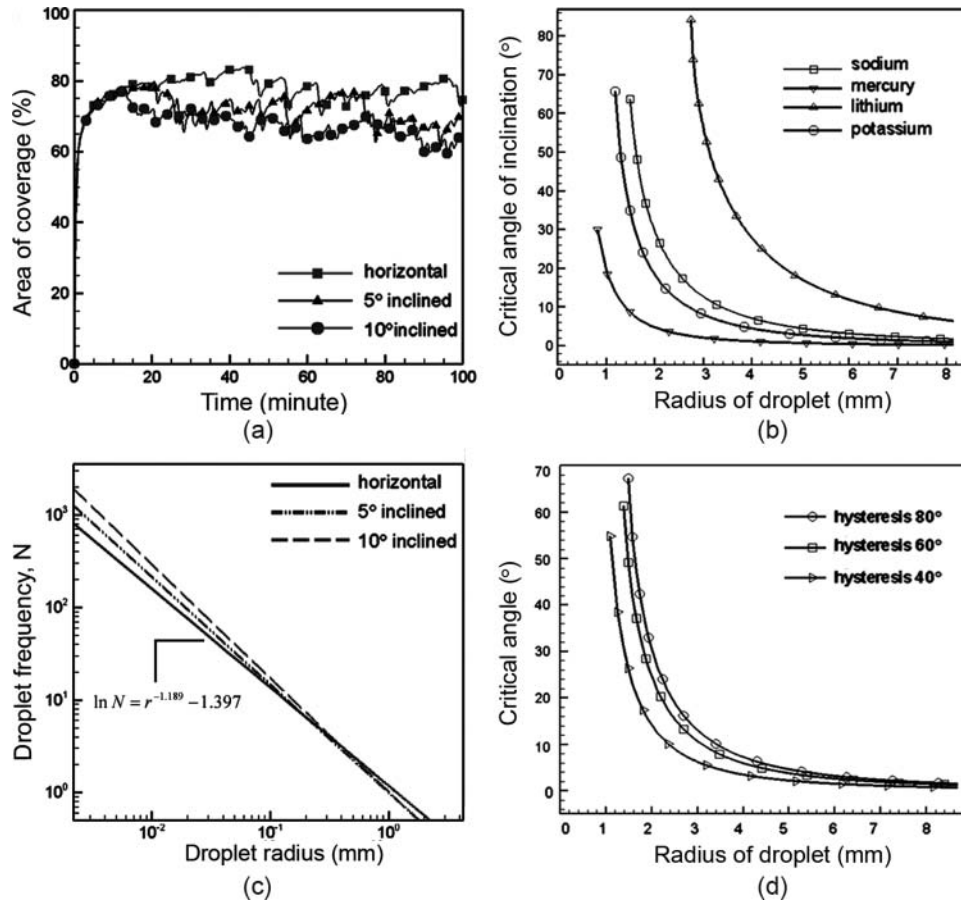 Area of coverage (%)
100
80
60
40
20
0
0 20 40 60 80 100
Time (minute)
horizontal
5° inclined
10°inclined
(a)
Critical angle of inclination (°)
80
70
60
50
40
30
20
10
0
0 1 2 3 4 5 6 7 8
Radius of droplet (mm)
sodium
mercury
lithium
potassium
(b)
Droplet frequency, N
10³
10²
10¹
10⁰
10⁻² 10⁻¹ 10⁰
Droplet radius (mm)
horizontal
5° inclined
10° inclined
ln N = r⁻¹·¹⁸⁹ − 1.397
(c)
Critical angle (°)
70
60
50
40
30
20
10
0
0 1 2 3 4 5 6 7 8
Radius of droplet (mm)
hysteresis 80°
hysteresis 60°
hysteresis 40°
(d)